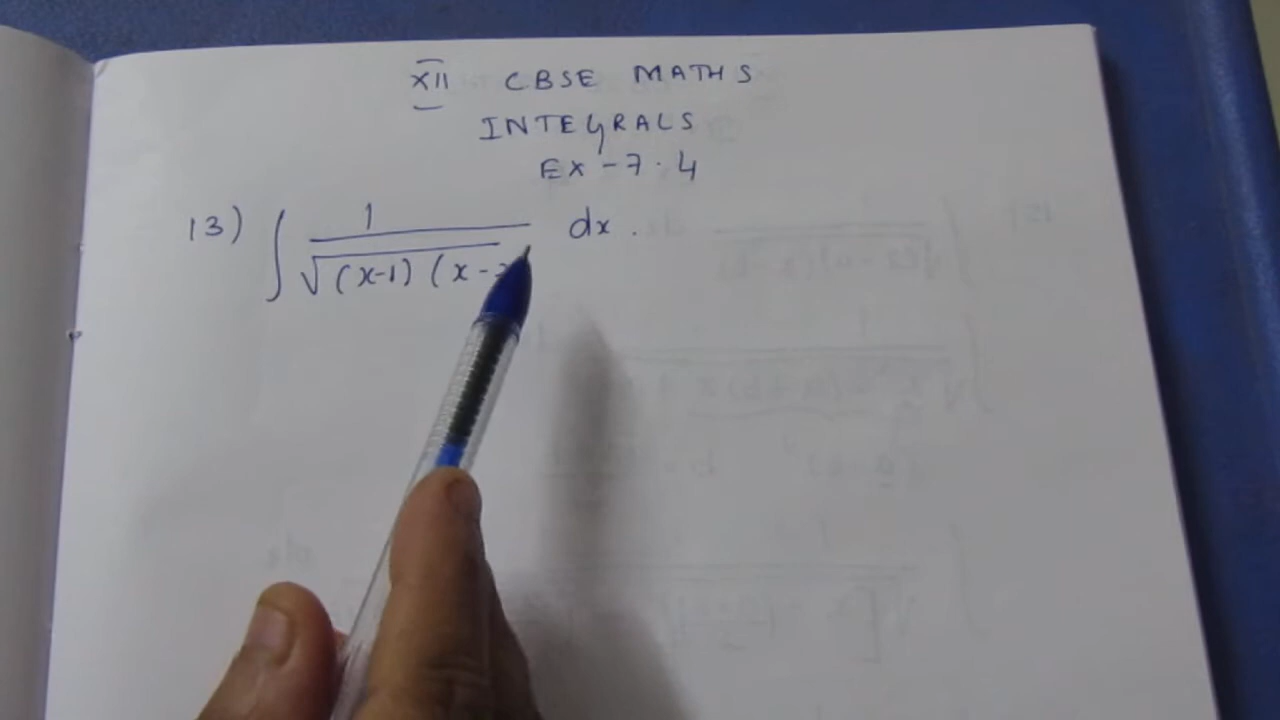 XII CBSE MATHS
INTEGRALS
EX - 7.4
13) ∫ 1 / √(x-1) (x- dx.